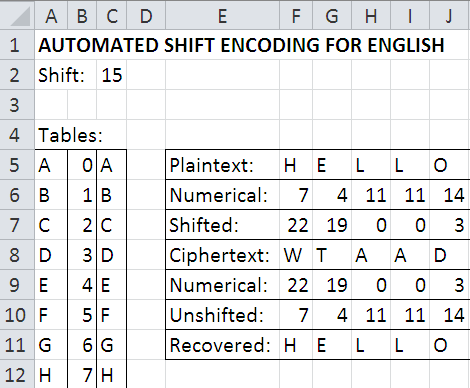 A B C D E F G H I J
1 AUTOMATED SHIFT ENCODING FOR ENGLISH
2 Shift: 15
3
4 Tables:
5 A 0 A Plaintext: H E L L O
6 B 1 B Numerical: 7 4 11 11 14
7 C 2 C Shifted: 22 19 0 0 3
8 D 3 D Ciphertext: W T A A D
9 E 4 E Numerical: 22 19 0 0 3
10 F 5 F Unshifted: 7 4 11 11 14
11 G 6 G Recovered: H E L L O
12 H 7 H